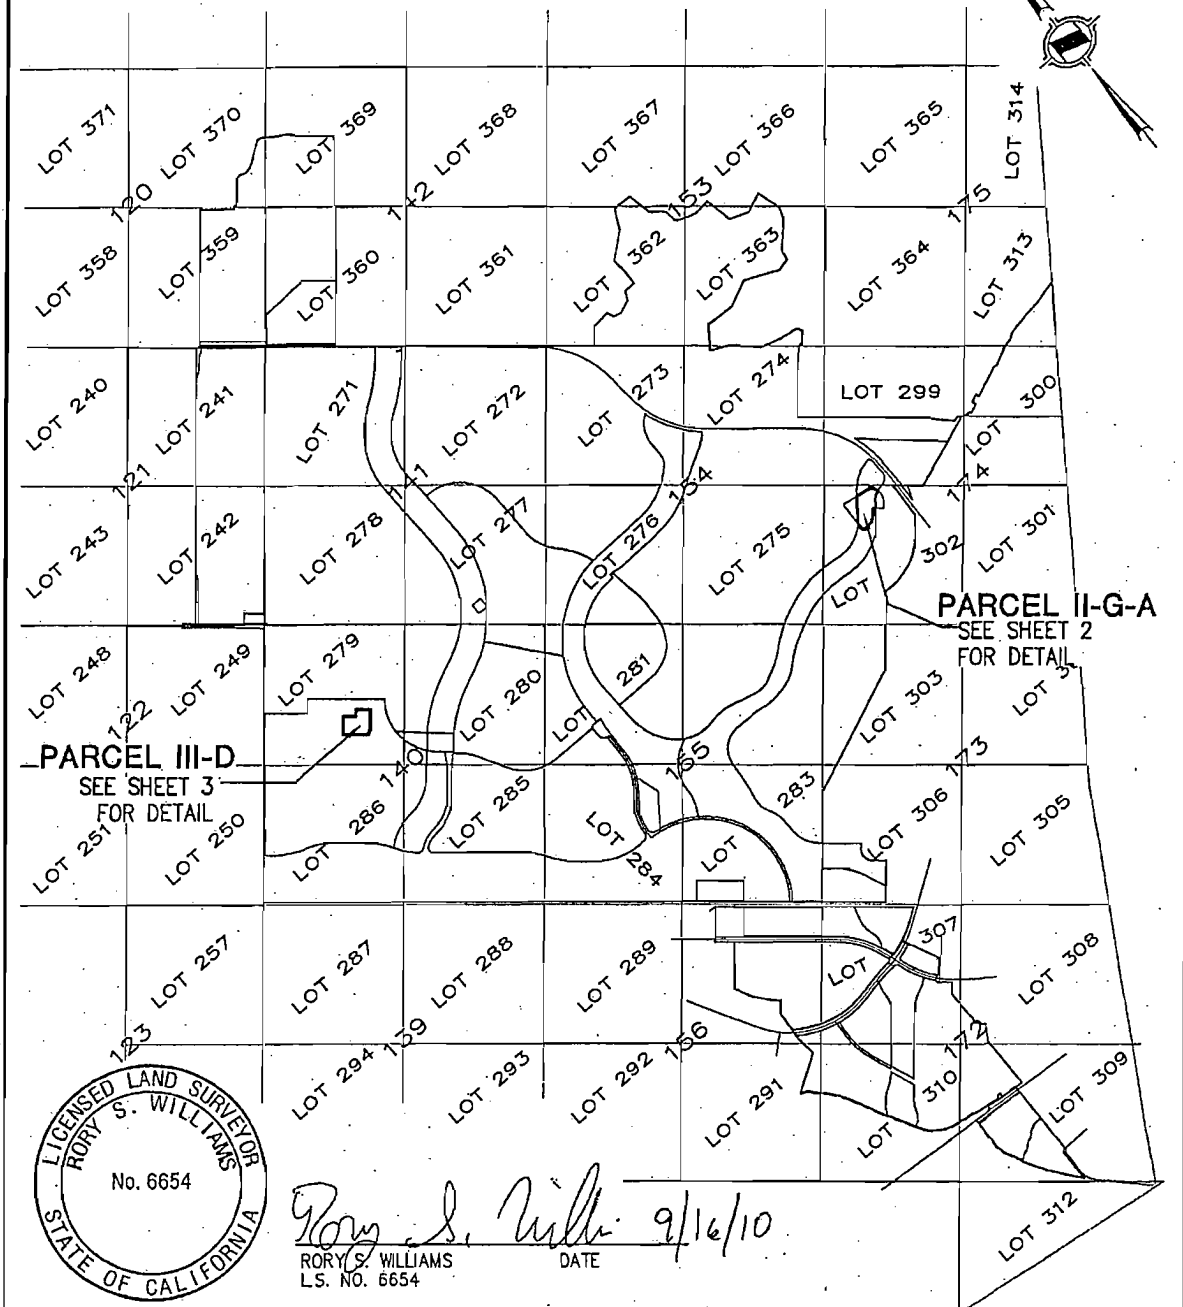 LOT 371
LOT 370
LOT 369
LOT 368
LOT 367
LOT 366
LOT 365
LOT 314
120
142
153
175
LOT 358
LOT 359
LOT 360
LOT 361
LOT 362
LOT 363
LOT 364
LOT 313
LOT 240
LOT 241
LOT 271
LOT 272
LOT 273
LOT 274
LOT 299
LOT 300
121
141
154
174
LOT 243
LOT 242
LOT 278
LOT 277
LOT 276
LOT 275
LOT 302
LOT 301
PARCEL II-G-A
SEE SHEET 2
FOR DETAIL
LOT 248
LOT 249
LOT 279
LOT 280
LOT 281
LOT 303
LOT 3
122
140
155
173
PARCEL III-D
SEE SHEET 3
FOR DETAIL
LOT 251
LOT 250
LOT 286
LOT 285
LOT 284
LOT 283
LOT 306
LOT 305
LOT 257
LOT 287
LOT 288
LOT 289
LOT 307
LOT 308
123
139
156
172
LOT 294
LOT 293
LOT 292
LOT 291
LOT 310
LOT 309
LOT 312
LICENSED LAND SURVEYOR
RORY S. WILLIAMS
No. 6654
STATE OF CALIFORNIA
Rory S. Willi 9/16/10
RORY S. WILLIAMS DATE
L.S. NO. 6654